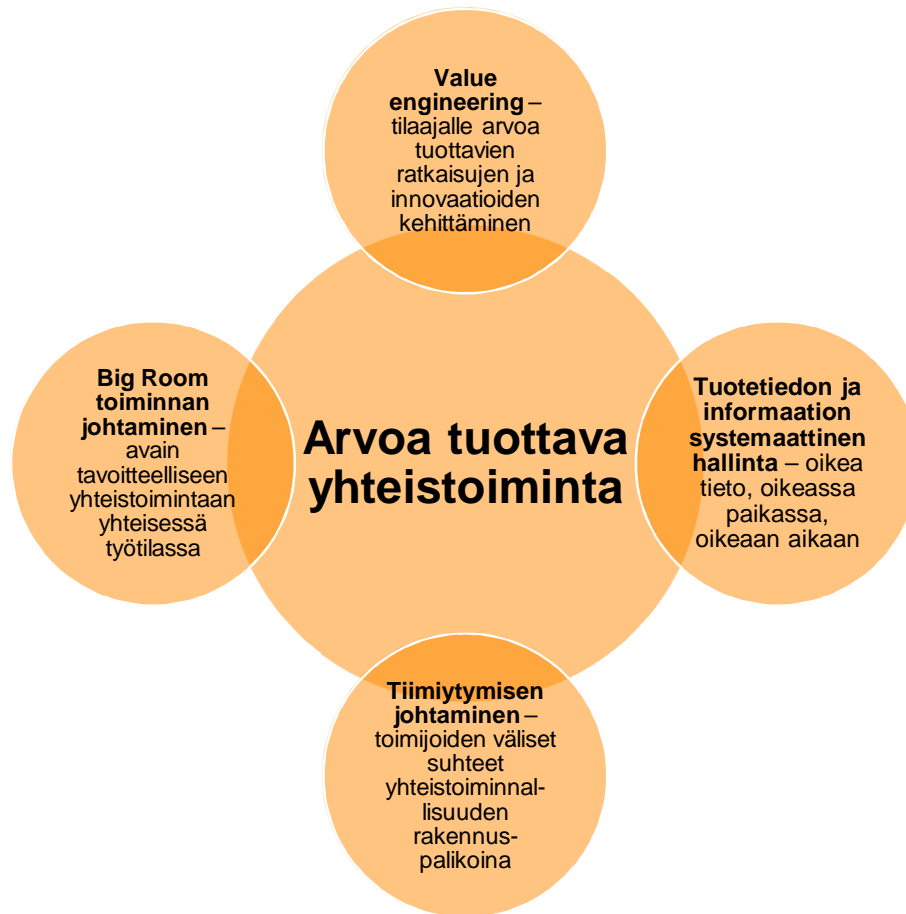 Value
engineering –
tilaajalle arvoa
tuottavien
ratkaisujen ja
innovaatioiden
kehittäminen
Big Room
toiminnan
johtaminen –
avain
tavoitteelliseen
yhteistoimintaan
yhteisessä
työtilassa
Arvoa tuottava
yhteistoiminta
Tuotetiedon ja
informaation
systemaattinen
hallinta – oikea
tieto, oikeassa
paikassa,
oikeaan aikaan
Tiimiytymisen
johtaminen –
toimijoiden väliset
suhteet
yhteistoiminnal-
lisuuden
rakennus-
palikoina